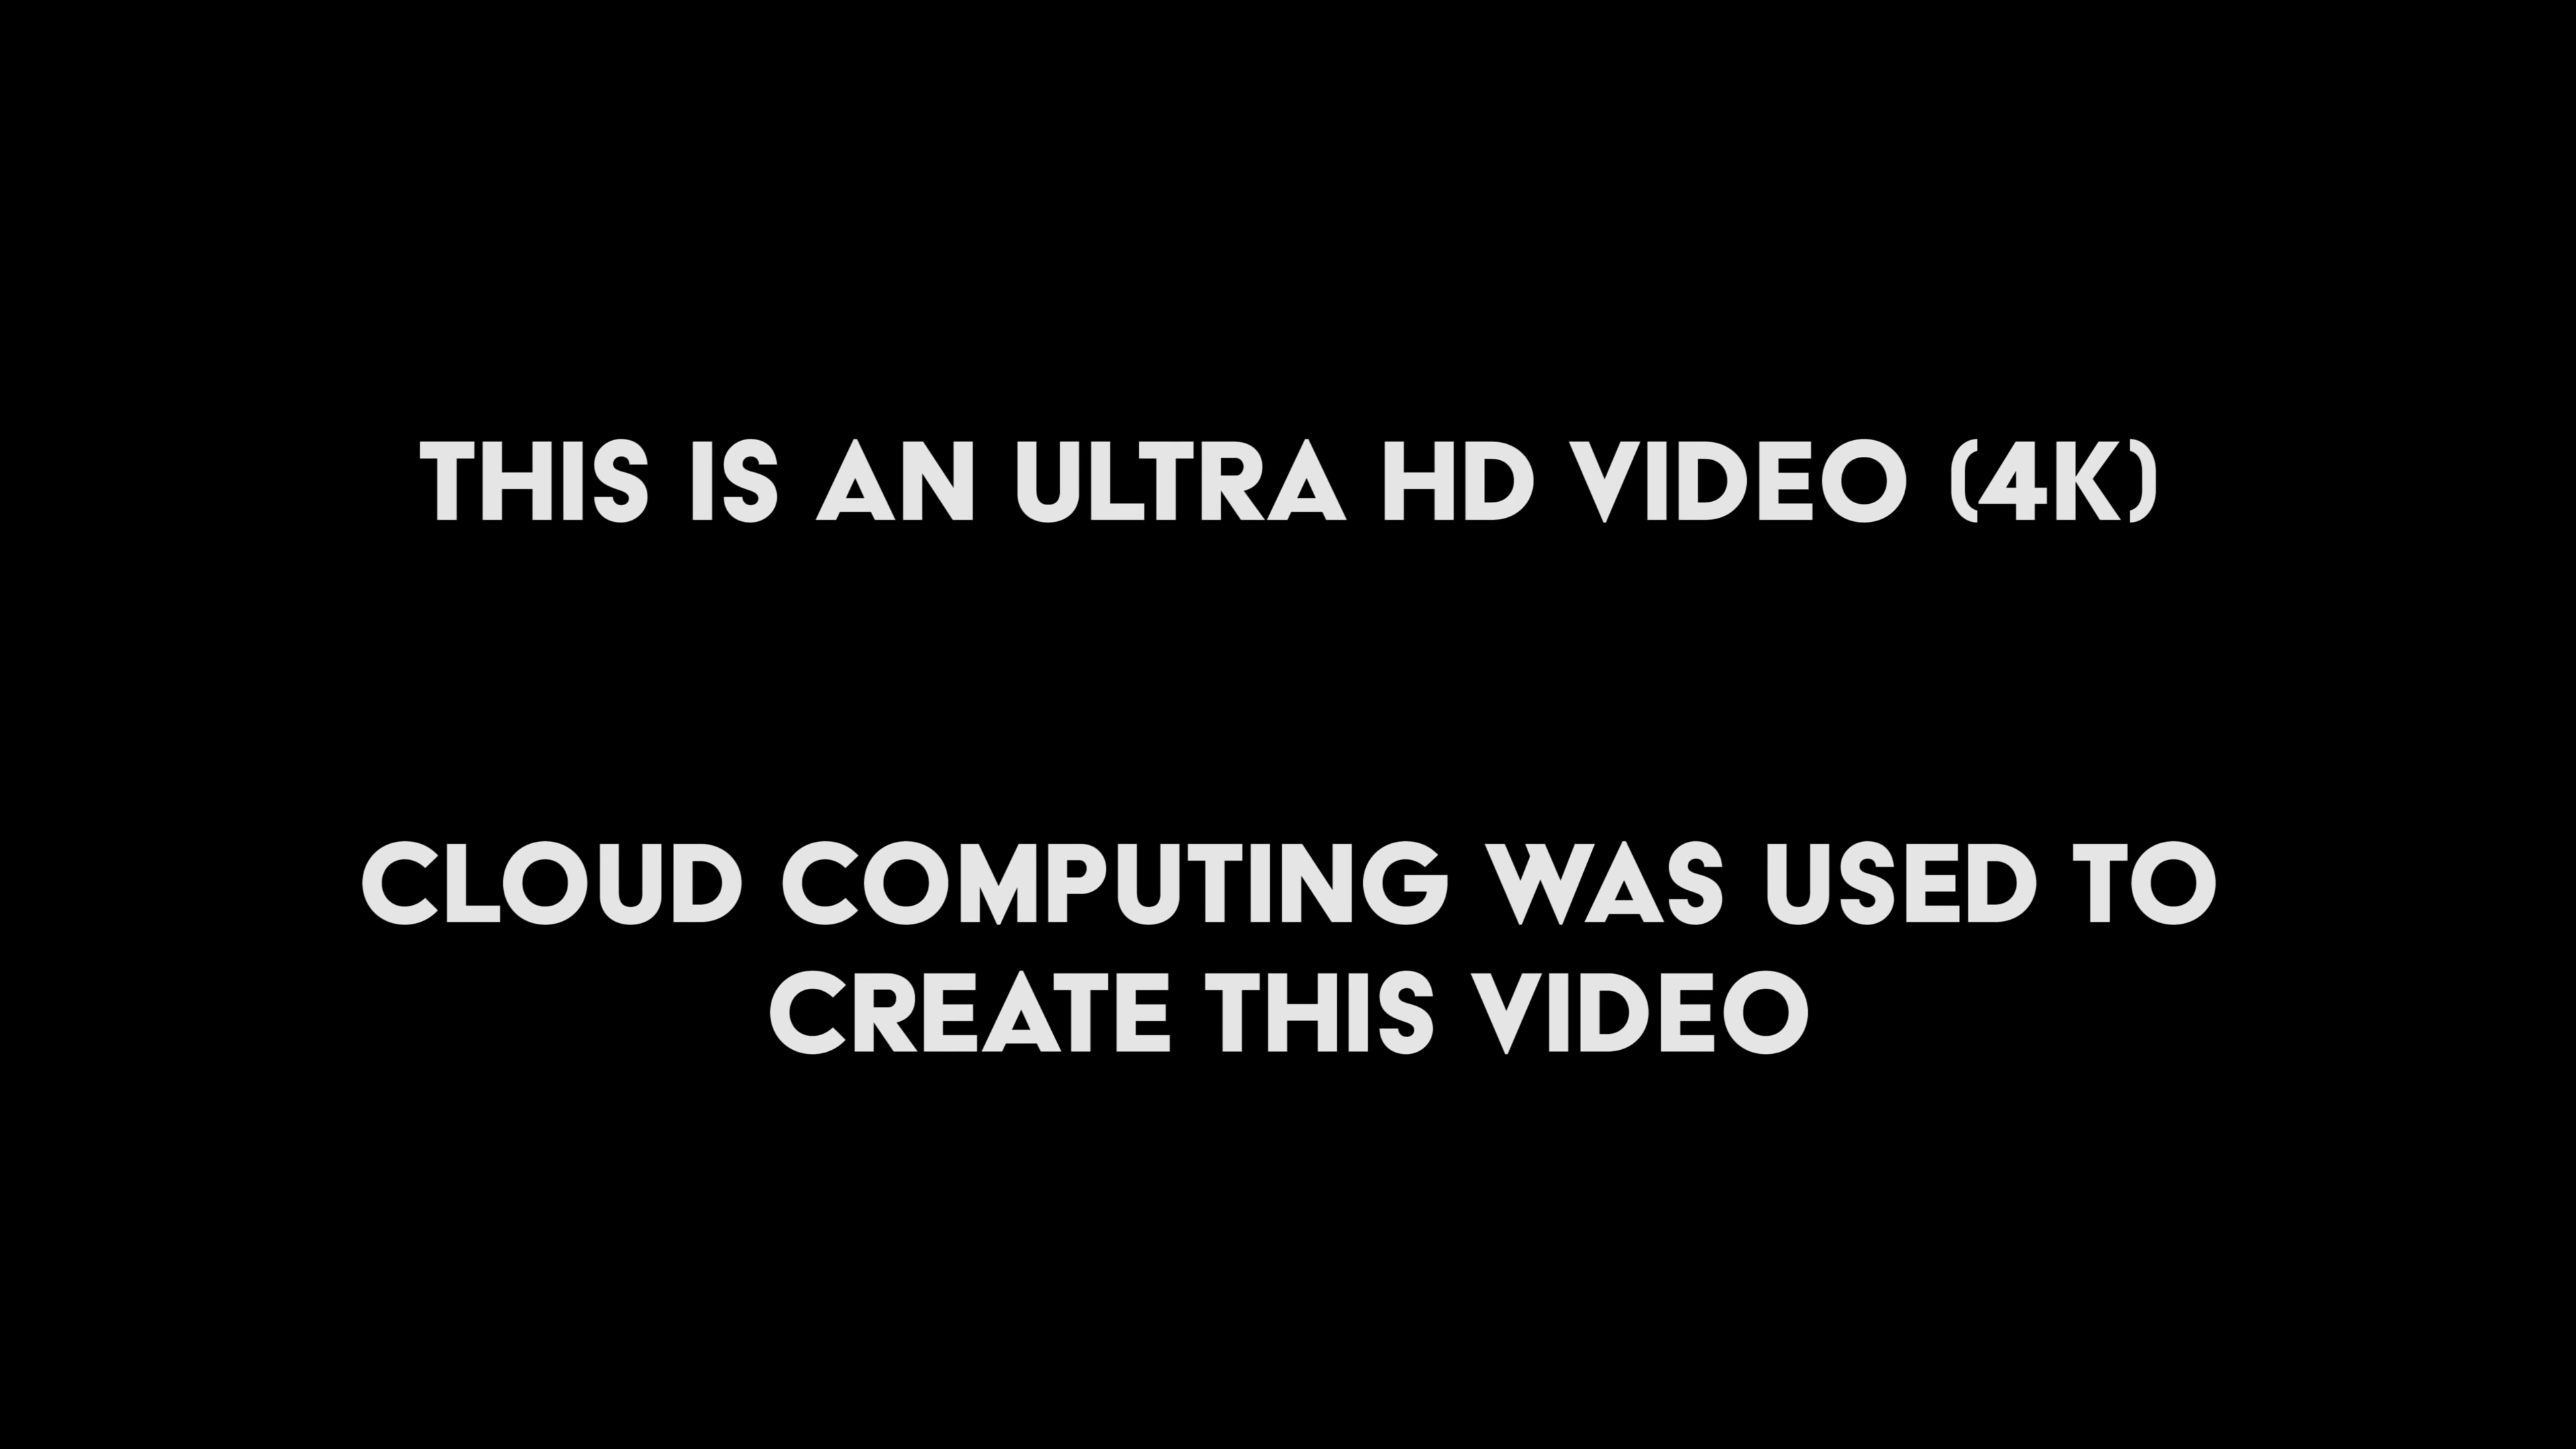 THIS IS AN ULTRA HD VIDEO (4K)
CLOUD COMPUTING WAS USED TO
CREATE THIS VIDEO